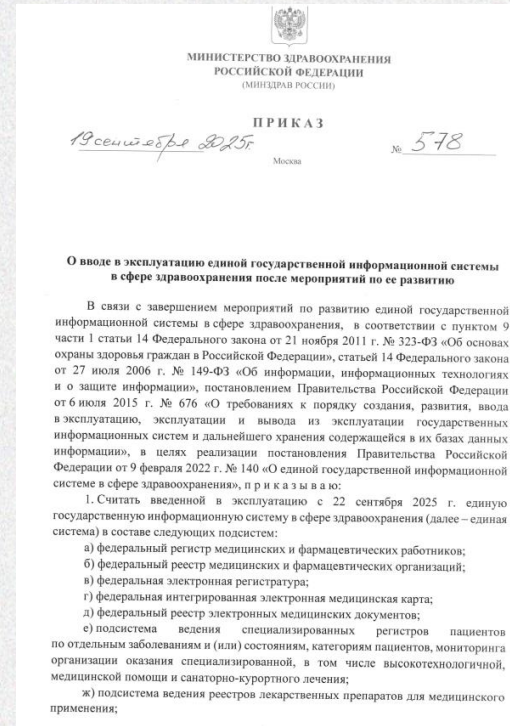 МИНИСТЕРСТВО ЗДРАВООХРАНЕНИЯ
РОССИЙСКОЙ ФЕДЕРАЦИИ
(МИНЗДРАВ РОССИИ)
ПРИКАЗ
19 сентября 2025г. № 578
Москва
О вводе в эксплуатацию единой государственной информационной системы
в сфере здравоохранения после мероприятий по ее развитию
В связи с завершением мероприятий по развитию единой государственной
информационной системы в сфере здравоохранения, в соответствии с пунктом 9
части 1 статьи 14 Федерального закона от 21 ноября 2011 г. № 323-ФЗ «Об основах
охраны здоровья граждан в Российской Федерации», статьей 14 Федерального закона
от 27 июля 2006 г. № 149-ФЗ «Об информации, информационных технологиях
и о защите информации», постановлением Правительства Российской Федерации
от 6 июля 2015 г. № 676 «О требованиях к порядку создания, развития, ввода
в эксплуатацию, эксплуатации и вывода из эксплуатации государственных
информационных систем и дальнейшего хранения содержащейся в их базах данных
информации», в целях реализации постановления Правительства Российской
Федерации от 9 февраля 2022 г. № 140 «О единой государственной информационной
системе в сфере здравоохранения», п р и к а з ы в а ю:
1. Считать введенной в эксплуатацию с 22 сентября 2025 г. единую
государственную информационную систему в сфере здравоохранения (далее – единая
система) в составе следующих подсистем:
а) федеральный регистр медицинских и фармацевтических работников;
б) федеральный реестр медицинских и фармацевтических организаций;
в) федеральная электронная регистратура;
г) федеральная интегрированная электронная медицинская карта;
д) федеральный реестр электронных медицинских документов;
е) подсистема ведения специализированных регистров пациентов
по отдельным заболеваниям и (или) состояниям, категориям пациентов, мониторинга
организации оказания специализированной, в том числе высокотехнологичной,
медицинской помощи и санаторно-курортного лечения;
ж) подсистема ведения реестров лекарственных препаратов для медицинского
применения;